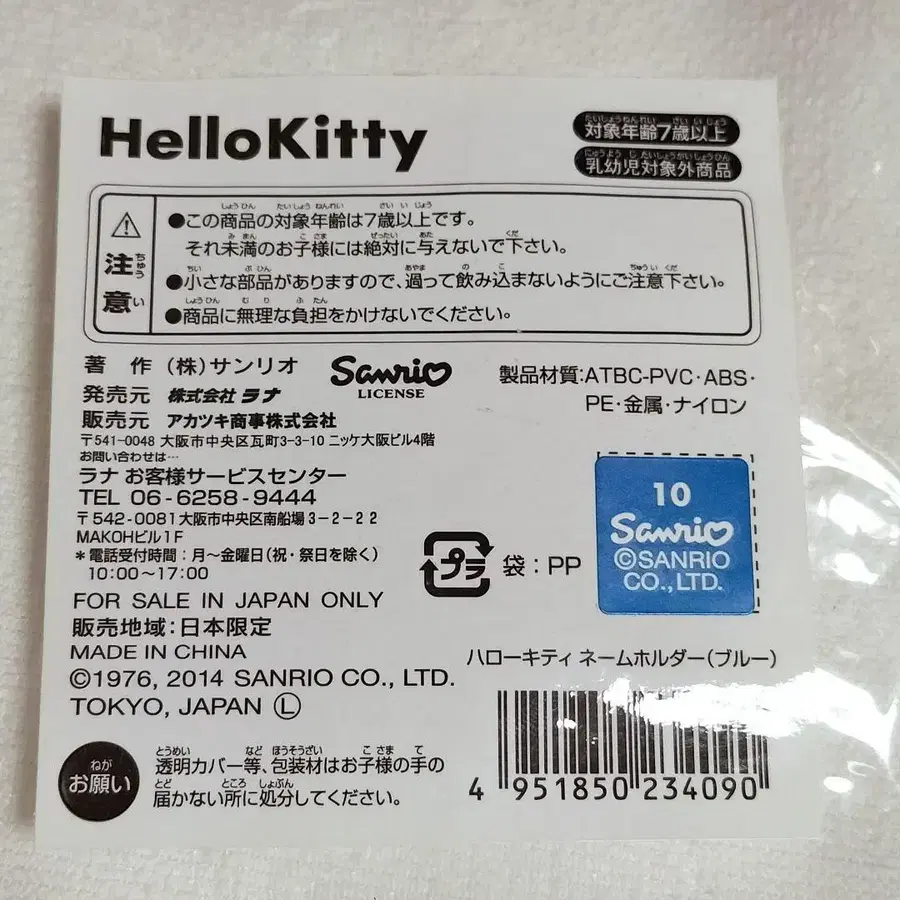 HelloKitty
対象年齢7歳以上
乳幼児対象外商品
注意
●この商品の対象年齢は7歳以上です。
それ未満のお子様には絶対に与えないで下さい。
●小さな部品がありますので、過って飲み込まないようにご注意下さい。
●商品に無理な負担をかけないでください。
著 作 (株)サンリオ
Sanrio
LICENSE
発売元 株式会社 ラナ
販売元 アカツキ商事株式会社
〒541-0048 大阪市中央区瓦町3-3-10 ニッケ大阪ビル4階
お問い合わせは…
ラナ お客様サービスセンター
TEL 06-6258-9444
〒542-0081大阪市中央区南船場3-2-22
MAKOHビル1F
*電話受付時間:月〜金曜日(祝・祭日を除く)
10:00〜17:00
FOR SALE IN JAPAN ONLY
販売地域:日本限定
MADE IN CHINA
©1976, 2014 SANRIO CO., LTD.
TOKYO, JAPAN Ⓛ
製品材質:ATBC-PVC・ABS・
PE・金属・ナイロン
10
Sanrio
©SANRIO
CO.,LTD.
プラ 袋:PP
ハローキティ ネームホルダー(ブルー)
4 951850 234090
お願い
透明カバー等、包装材はお子様の手の
届かない所に処分してください。